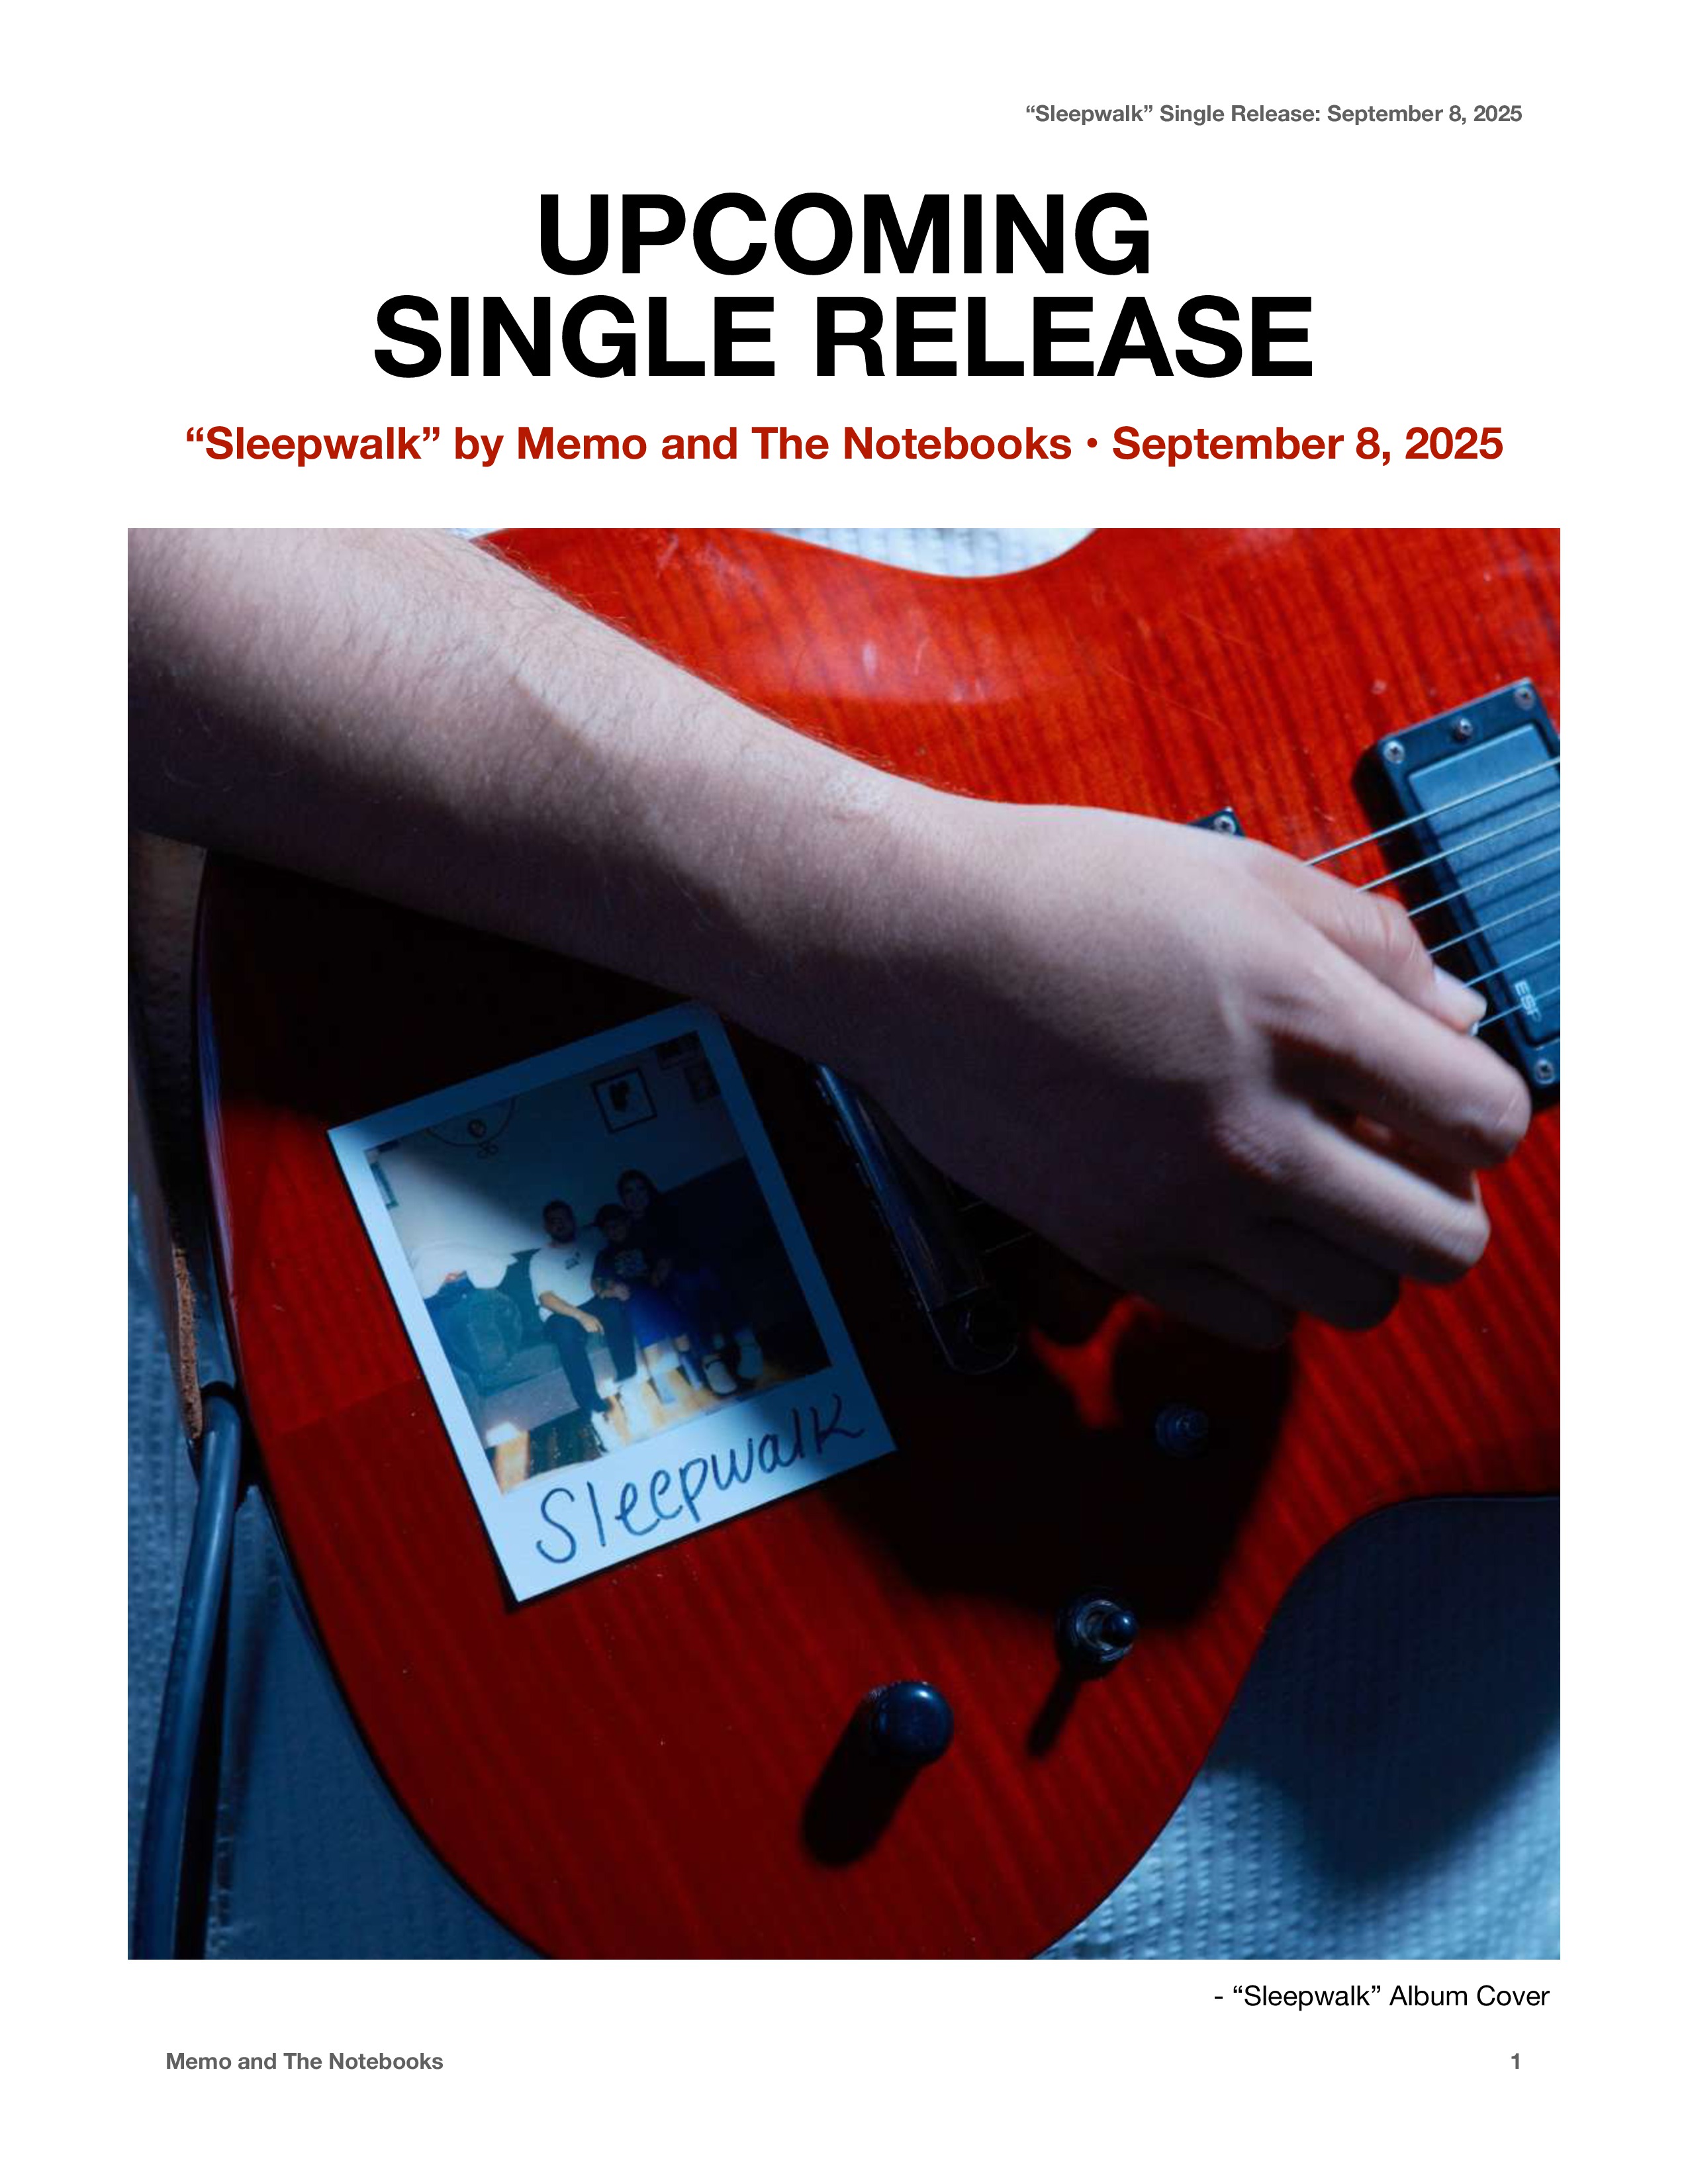 “Sleepwalk” Single Release: September 8, 2025
UPCOMING
SINGLE RELEASE
“Sleepwalk” by Memo and The Notebooks • September 8, 2025
ESP
Sleepwalk
- “Sleepwalk” Album Cover
Memo and The Notebooks
1